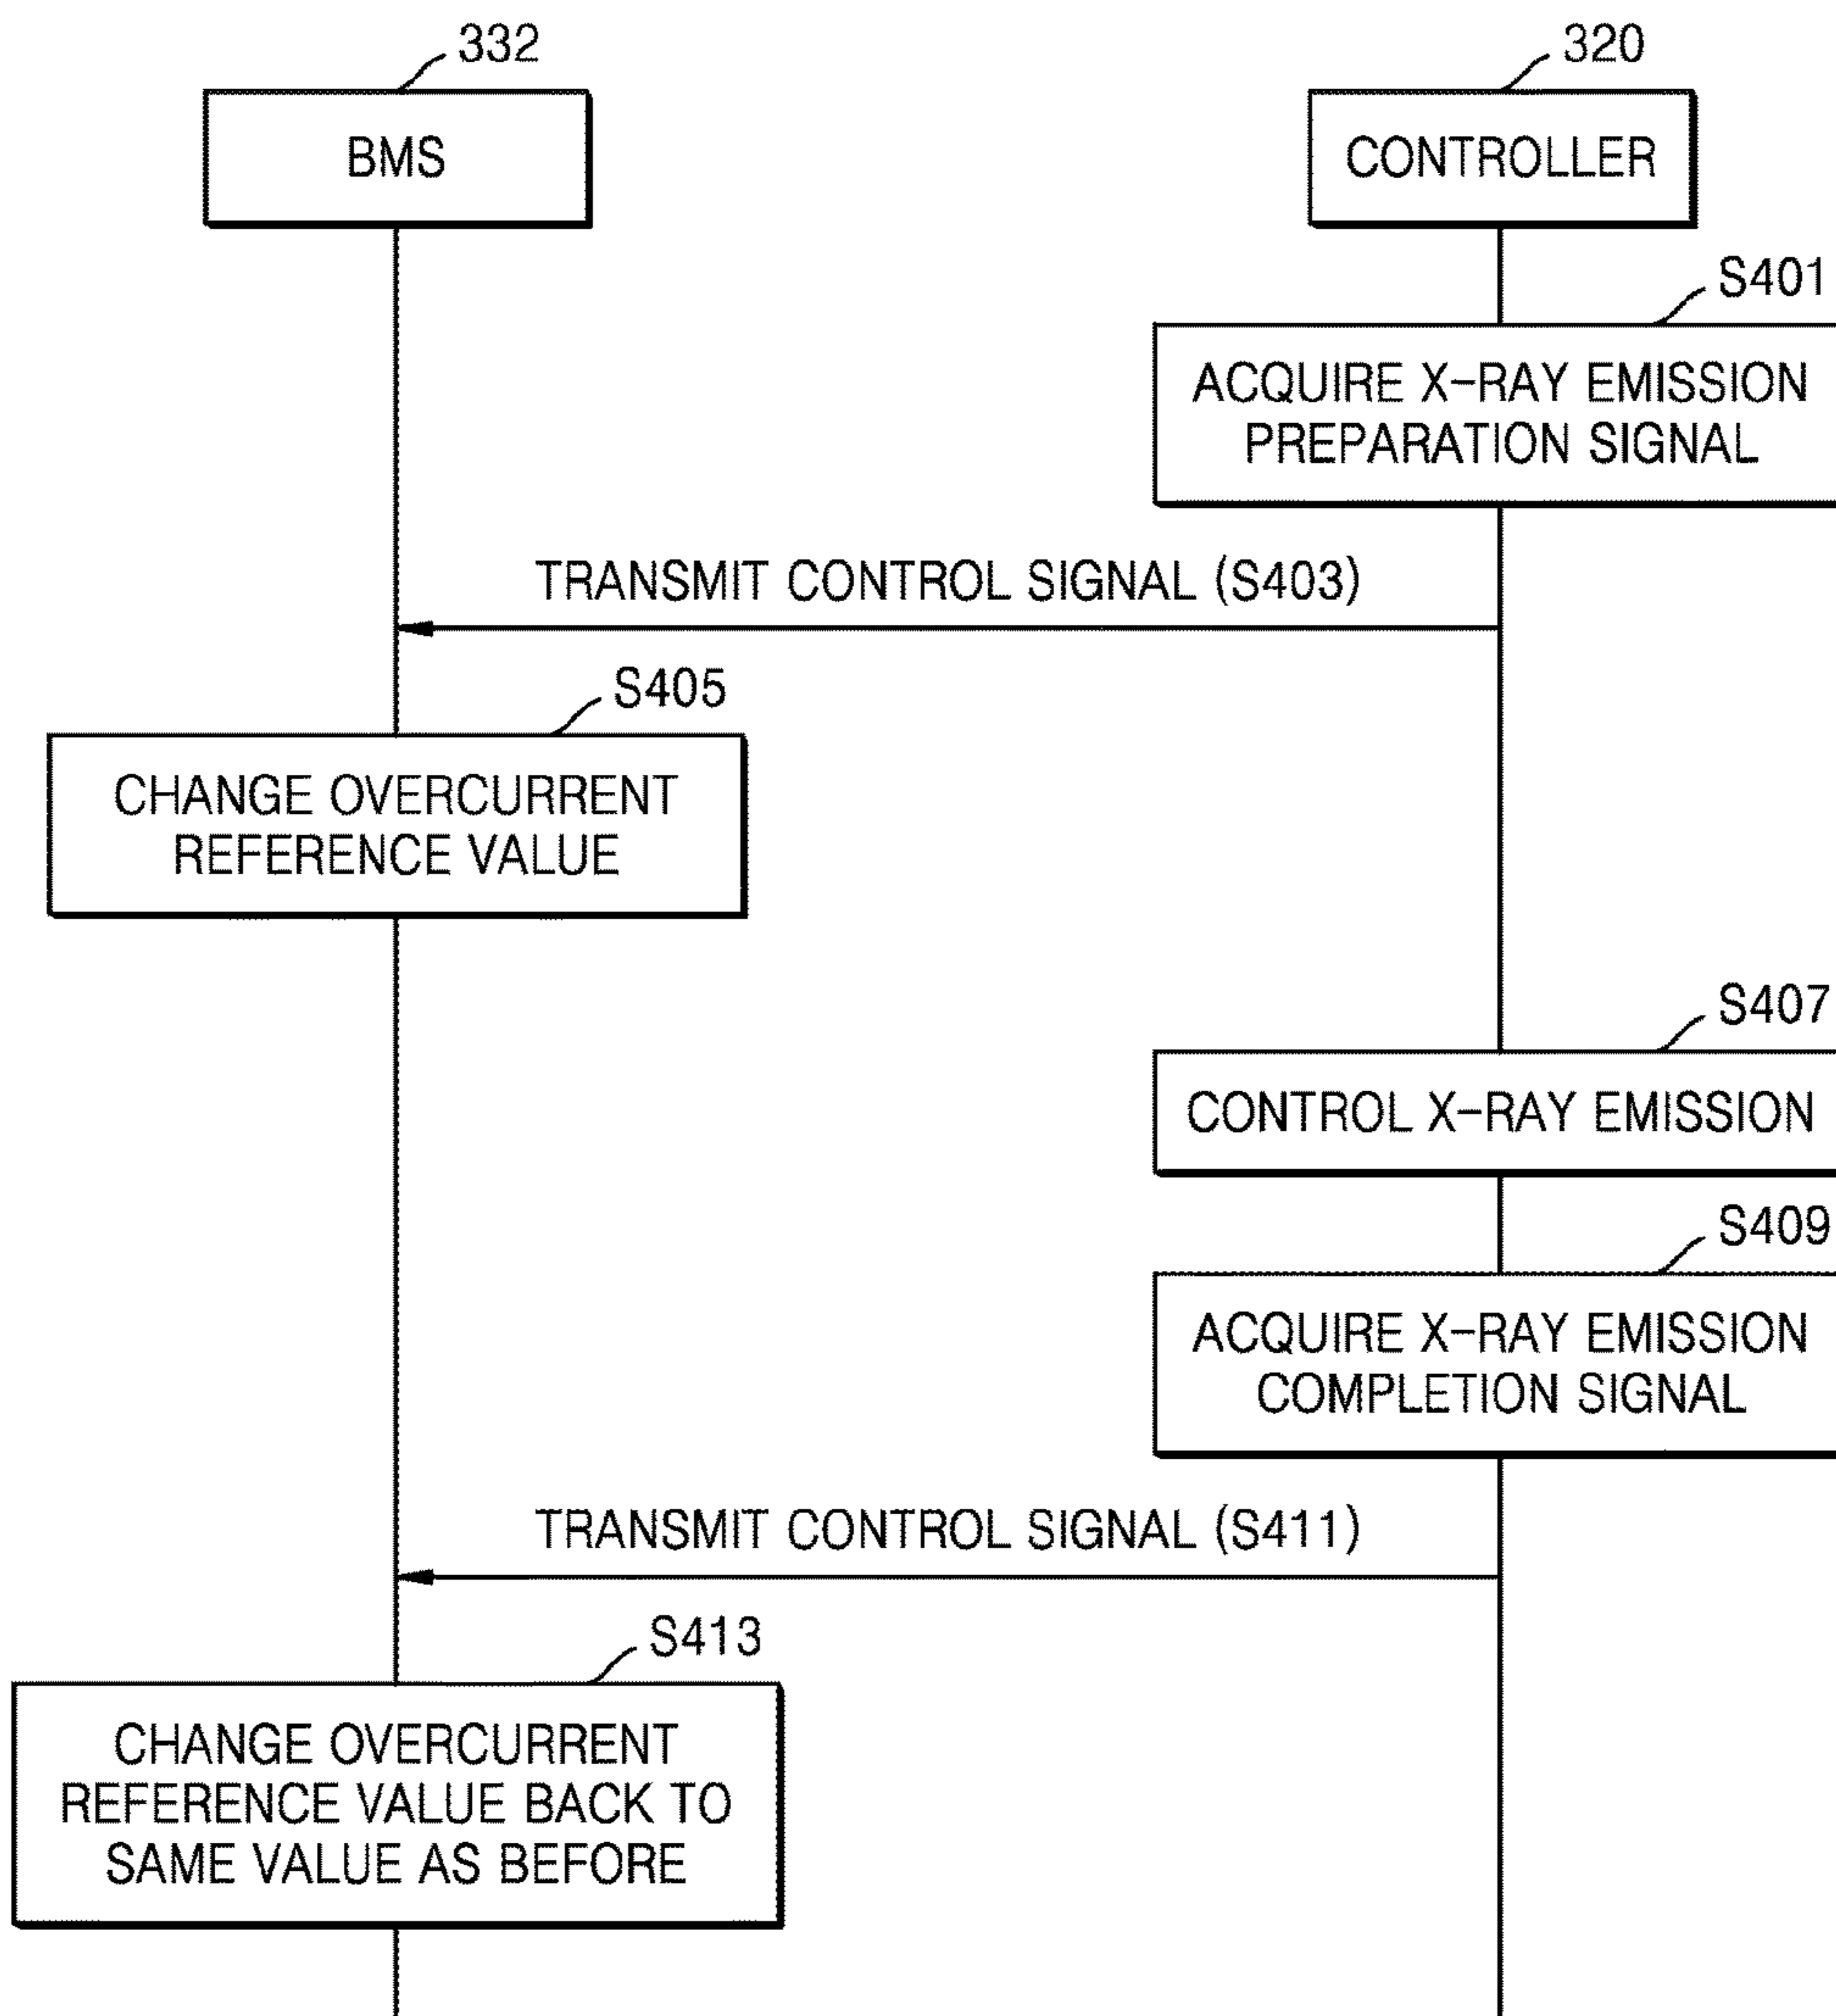 332
320
BMS
CONTROLLER
S401
ACQUIRE X-RAY EMISSION
PREPARATION SIGNAL
TRANSMIT CONTROL SIGNAL (S403)
S405
CHANGE OVERCURRENT
REFERENCE VALUE
S407
CONTROL X-RAY EMISSION
S409
ACQUIRE X-RAY EMISSION
COMPLETION SIGNAL
TRANSMIT CONTROL SIGNAL (S411)
S413
CHANGE OVERCURRENT
REFERENCE VALUE BACK TO
SAME VALUE AS BEFORE